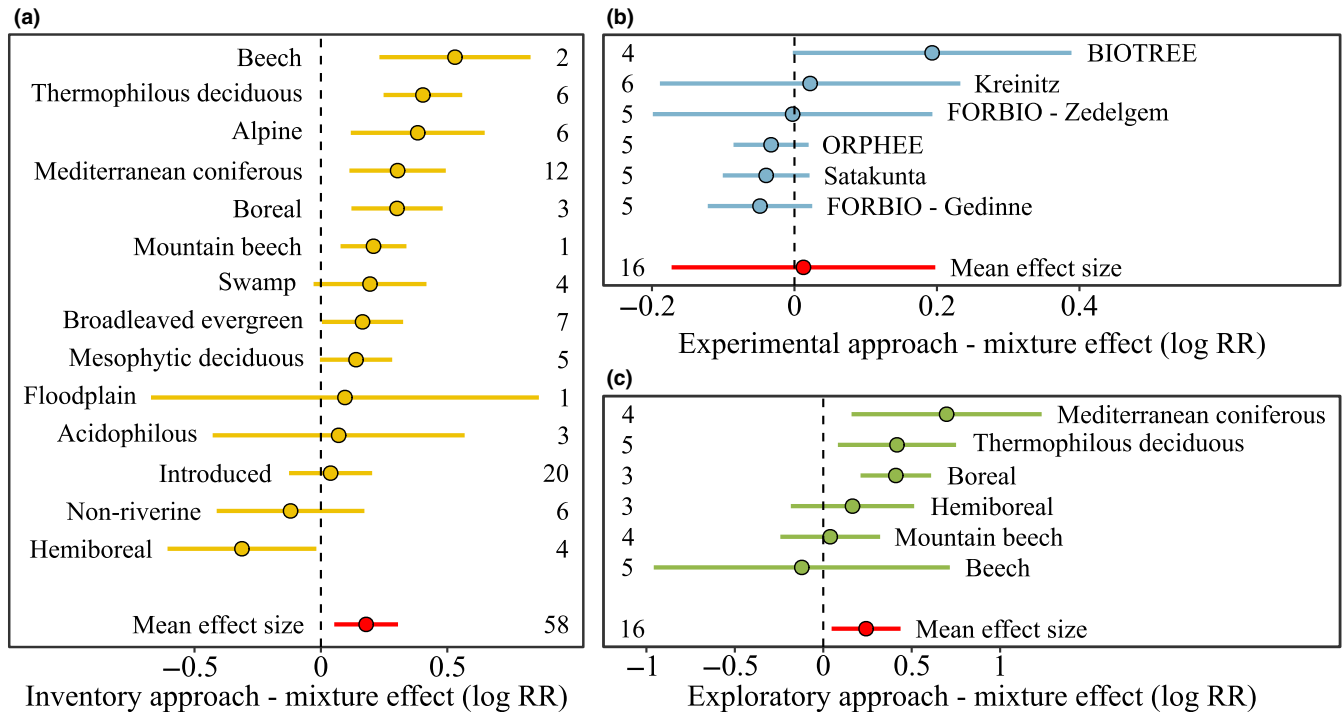 (a)
Beech 2
Thermophilous deciduous 6
Alpine 6
Mediterranean coniferous 12
Boreal 3
Mountain beech 1
Swamp 4
Broadleaved evergreen 7
Mesophytic deciduous 5
Floodplain 1
Acidophilous 3
Introduced 20
Non-riverine 6
Hemiboreal 4
Mean effect size 58
−0.5 0 0.5
Inventory approach - mixture effect (log RR)
(b)
4 BIOTREE
6 Kreinitz
5 FORBIO - Zedelgem
5 ORPHEE
5 Satakunta
5 FORBIO - Gedinne
16 Mean effect size
−0.2 0 0.2 0.4
Experimental approach - mixture effect (log RR)
(c)
4 Mediterranean coniferous
5 Thermophilous deciduous
3 Boreal
3 Hemiboreal
4 Mountain beech
5 Beech
16 Mean effect size
−1 −0.5 0 0.5 1
Exploratory approach - mixture effect (log RR)